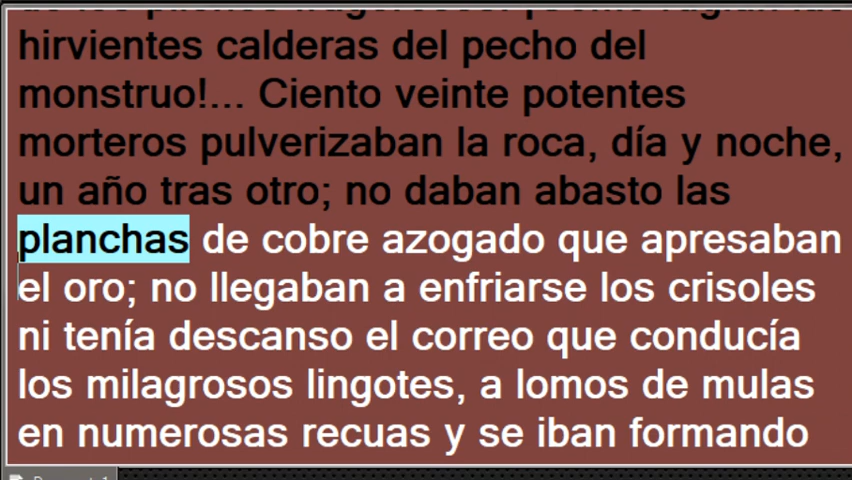 hirvientes calderas del pecho del
monstruo!... Ciento veinte potentes
morteros pulverizaban la roca, día y noche,
un año tras otro; no daban abasto las
planchas de cobre azogado que apresaban
el oro; no llegaban a enfriarse los crisoles
ni tenía descanso el correo que conducía
los milagrosos lingotes, a lomos de mulas
en numerosas recuas y se iban formando